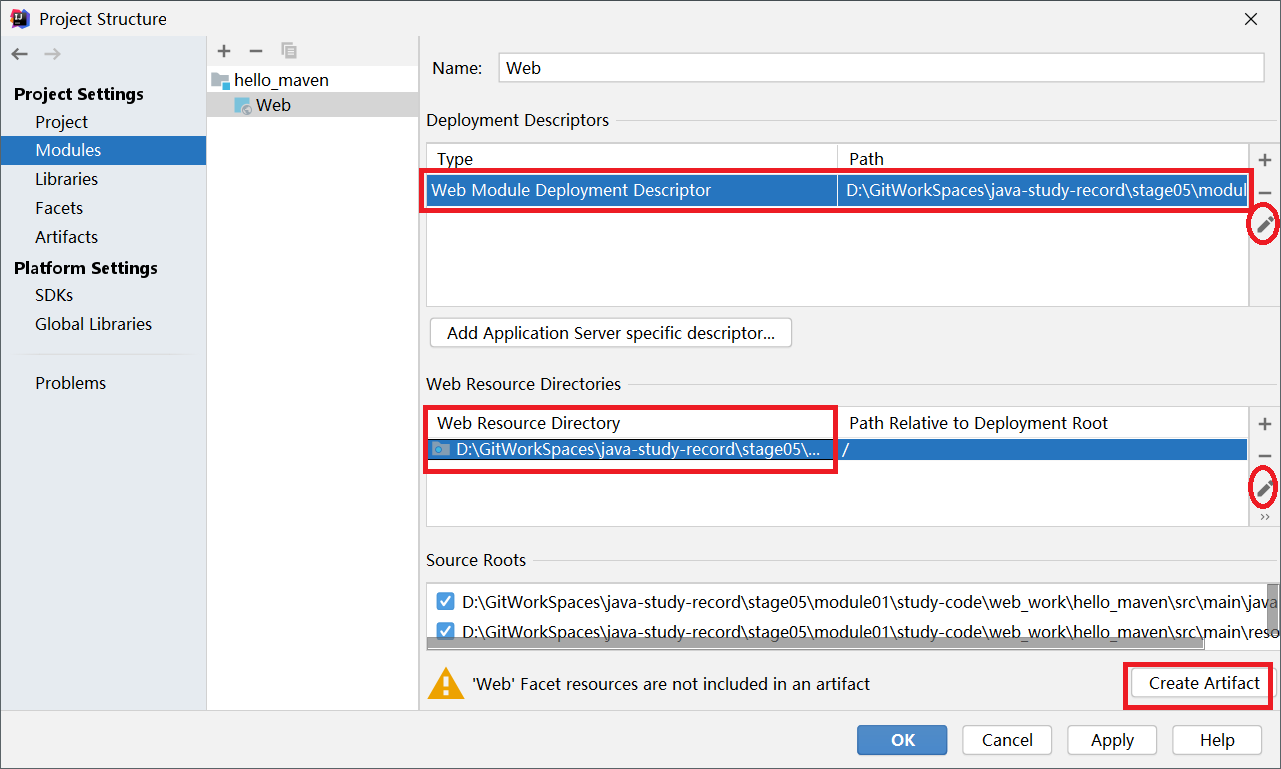 Project Structure
Project Settings
Project
Modules
Libraries
Facets
Artifacts
Platform Settings
SDKs
Global Libraries
Problems
hello_maven
Web
Name: Web
Deployment Descriptors
Type Path
Web Module Deployment Descriptor D:\GitWorkSpaces\java-study-record\stage05\modul
Add Application Server specific descriptor...
Web Resource Directories
Web Resource Directory Path Relative to Deployment Root
D:\GitWorkSpaces\java-study-record\stage05\... /
Source Roots
D:\GitWorkSpaces\java-study-record\stage05\module01\study-code\web_work\hello_maven\src\main\java
D:\GitWorkSpaces\java-study-record\stage05\module01\study-code\web_work\hello_maven\src\main\reso
'Web' Facet resources are not included in an artifact Create Artifact
OK Cancel Apply Help